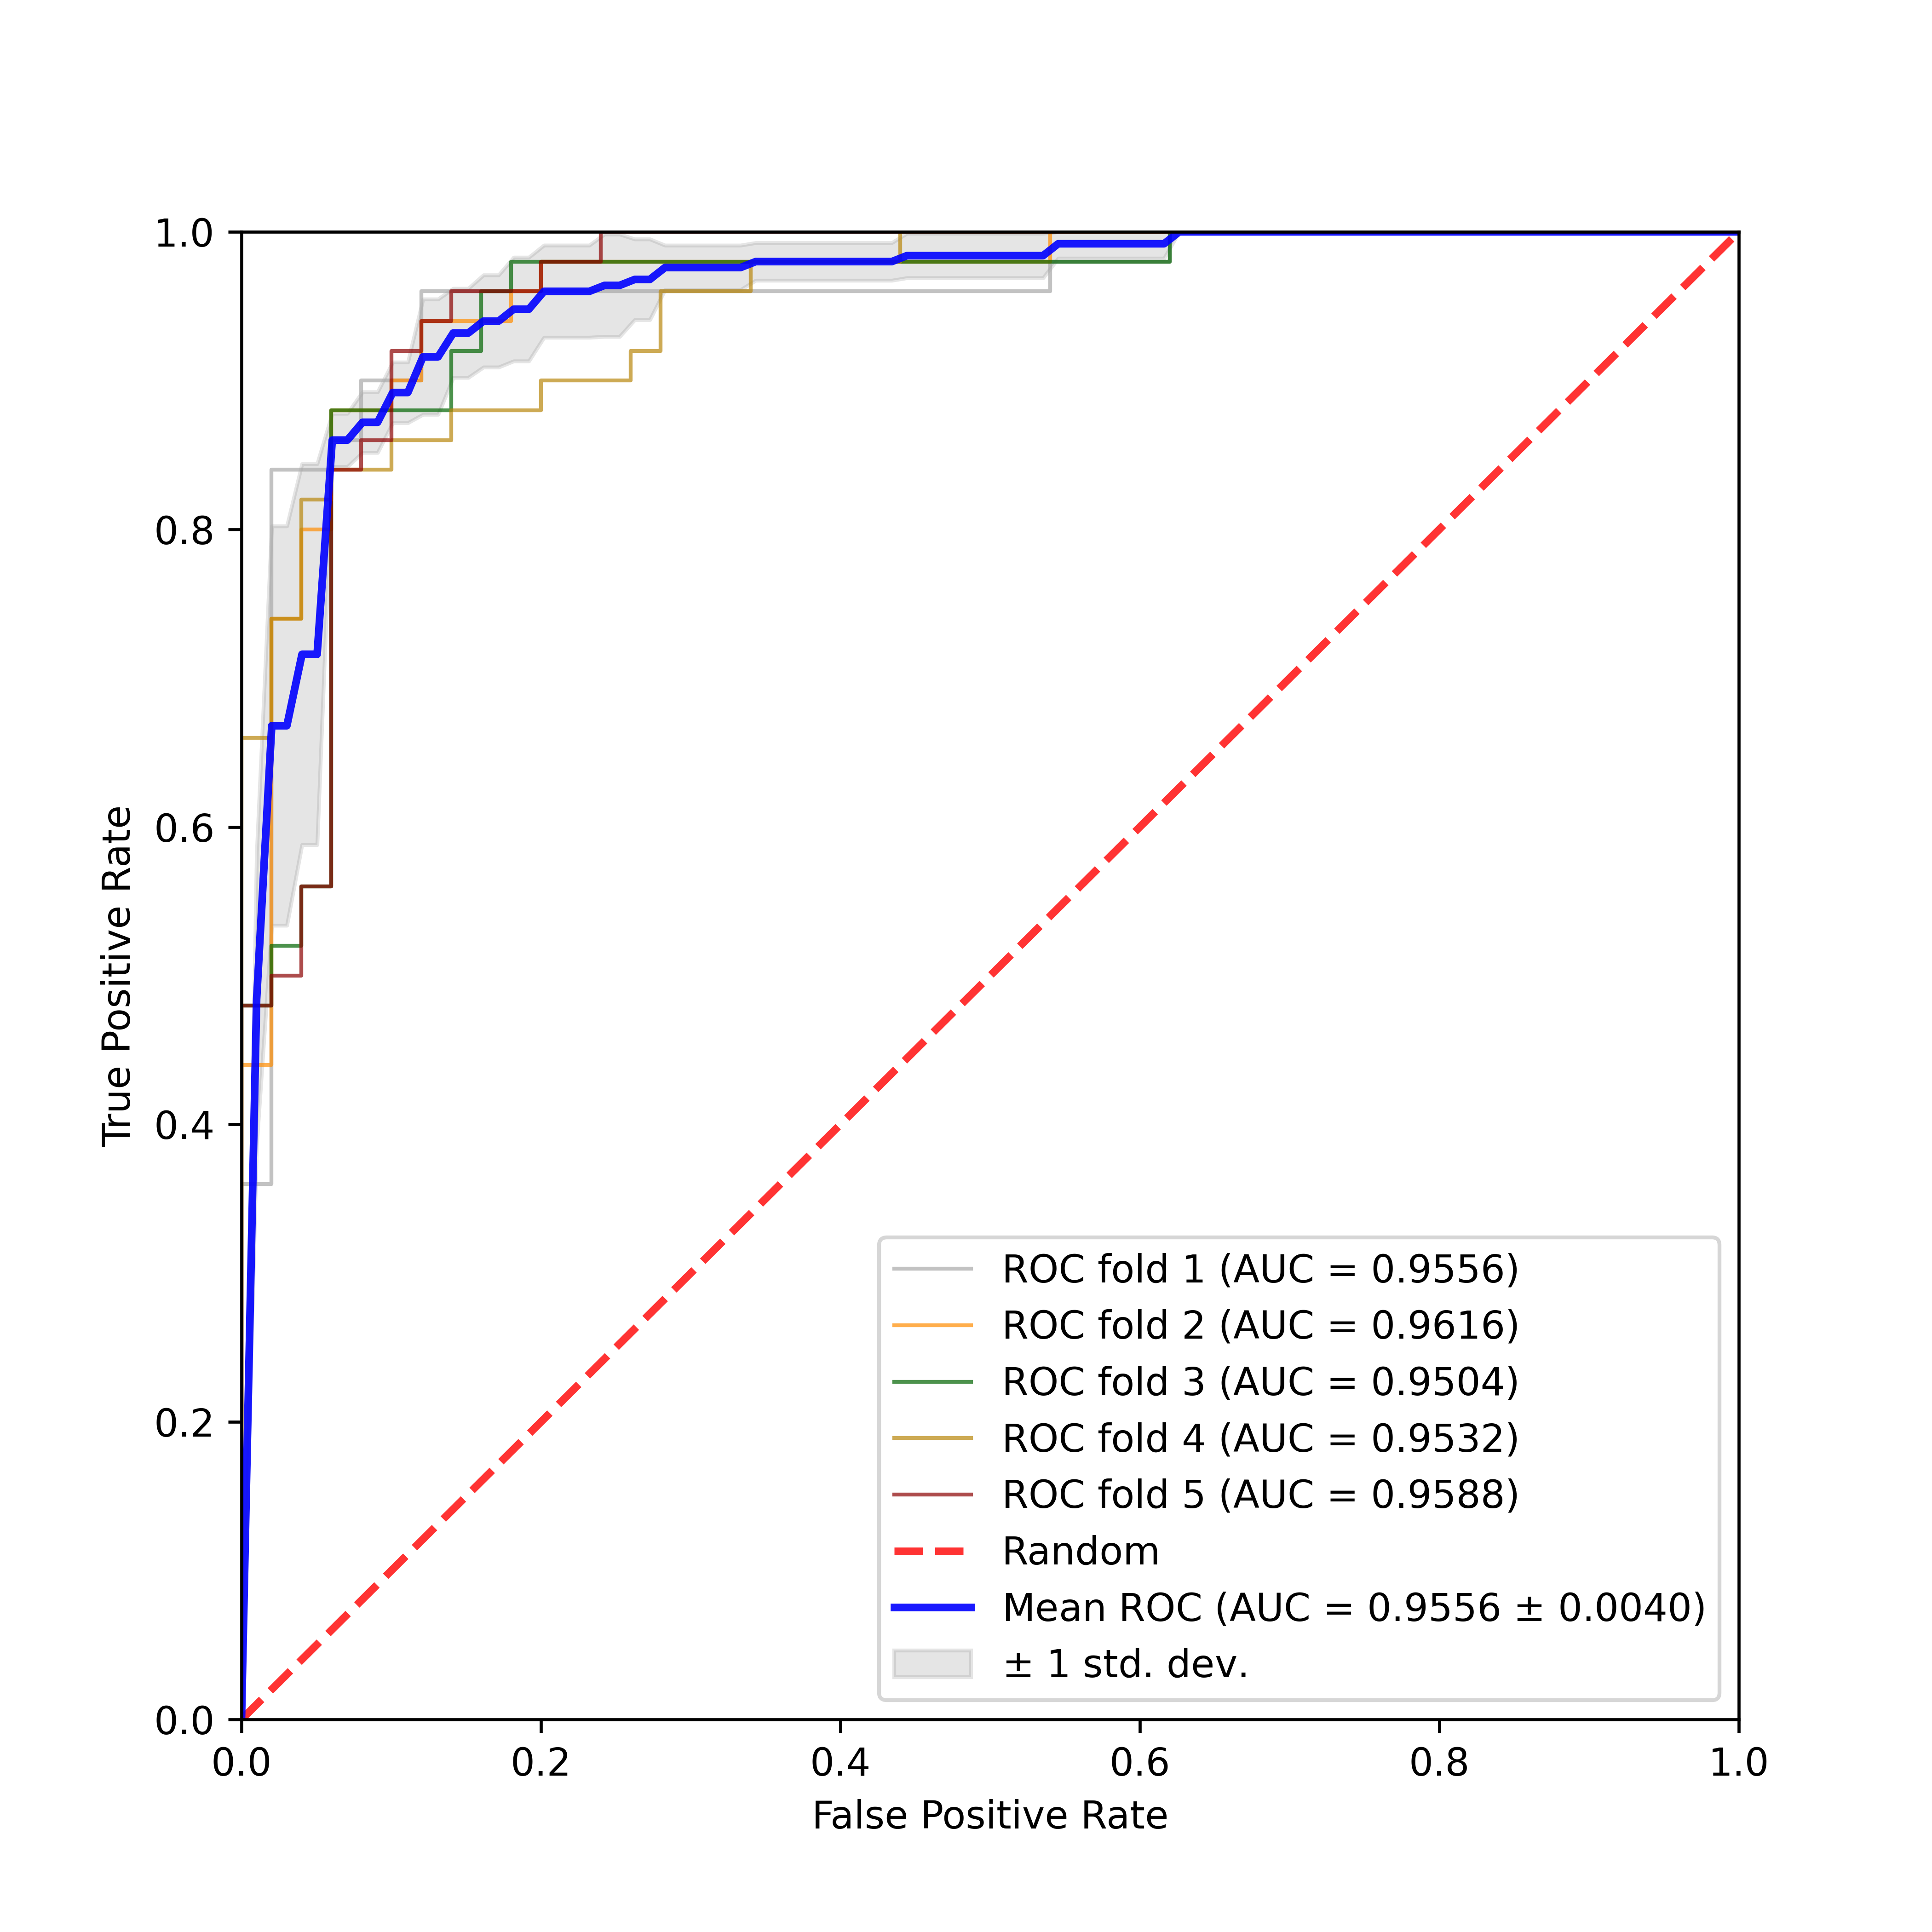 1.0
0.8
0.6
0.4
0.2
0.0
True Positive Rate
0.0 0.2 0.4 0.6 0.8 1.0
False Positive Rate
ROC fold 1 (AUC = 0.9556)
ROC fold 2 (AUC = 0.9616)
ROC fold 3 (AUC = 0.9504)
ROC fold 4 (AUC = 0.9532)
ROC fold 5 (AUC = 0.9588)
Random
Mean ROC (AUC = 0.9556 ± 0.0040)
± 1 std. dev.